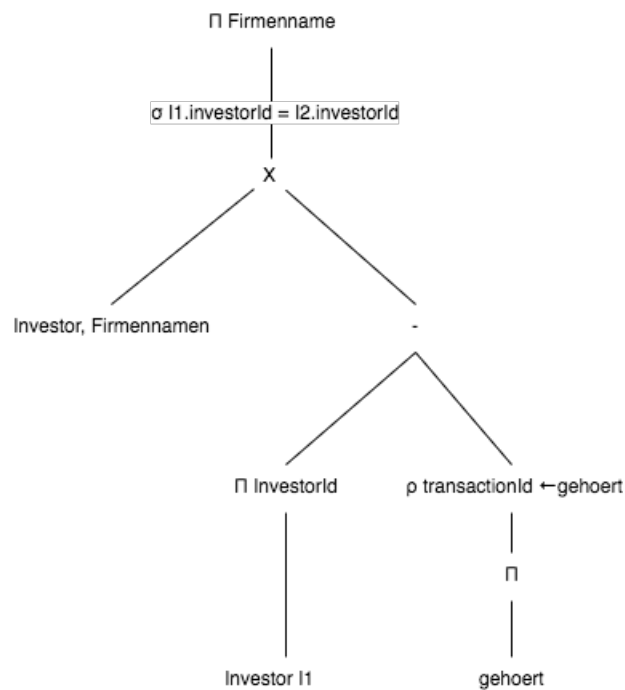 Π Firmenname
σ I1.investorId = I2.investorId
X
Investor, Firmennamen
-
Π InvestorId
ρ transactionId ←gehoert
Π
Investor I1
gehoert